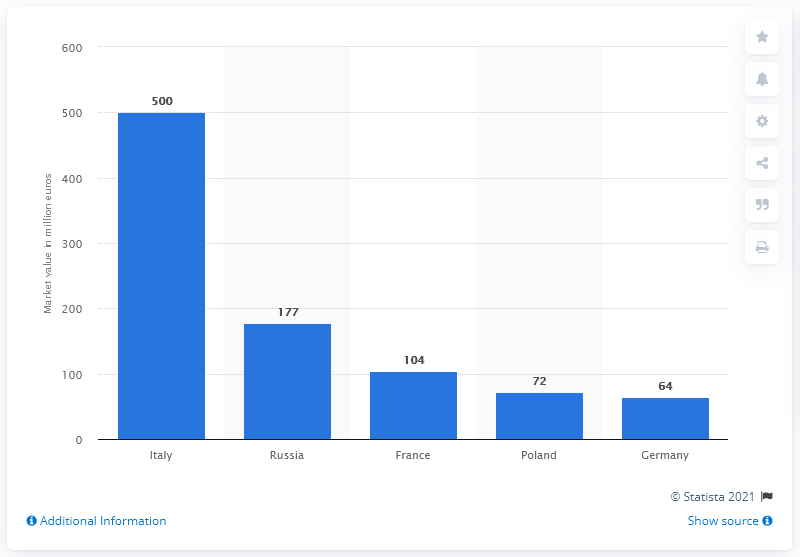 600
500
400
300
200
100
0
Market value in million euros
500
177
104
72
64
Italy
Russia
France
Poland
Germany
© Statista 2021
Additional Information
Show source